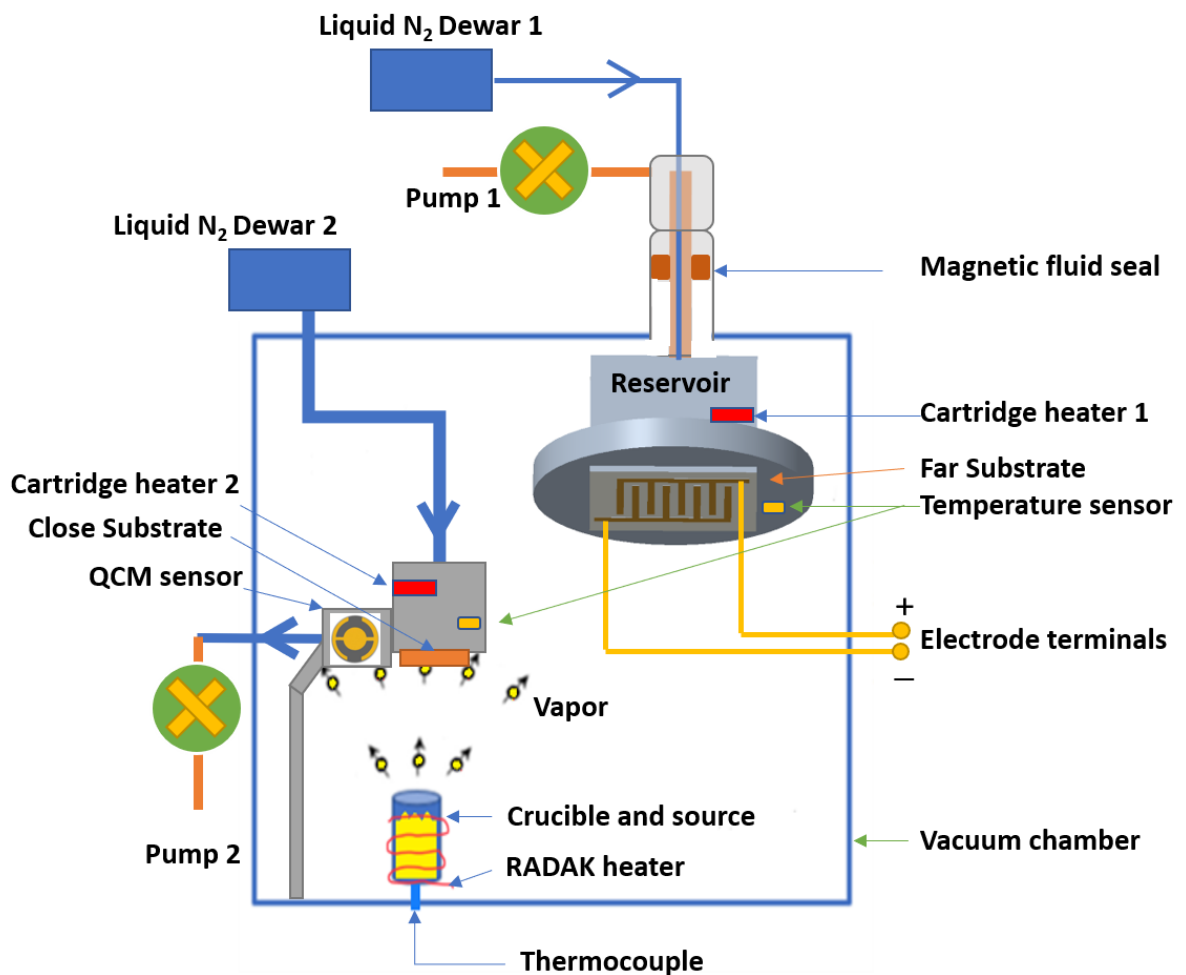 Liquid N₂ Dewar 1
Pump 1
Liquid N₂ Dewar 2
Magnetic fluid seal
Reservoir
Cartridge heater 1
Far Substrate
Temperature sensor
Cartridge heater 2
Close Substrate
QCM sensor
+
Electrode terminals
−
Vapor
Crucible and source
Vacuum chamber
Pump 2
RADAK heater
Thermocouple